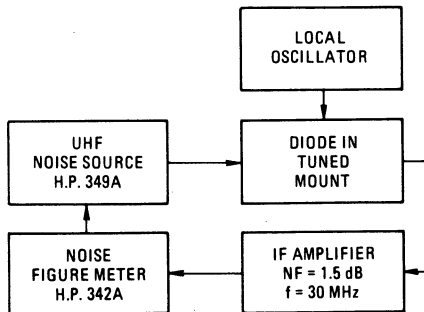 LOCAL
OSCILLATOR
UHF
NOISE SOURCE
H.P. 349A
DIODE IN
TUNED
MOUNT
NOISE
FIGURE METER
H.P. 342A
IF AMPLIFIER
NF = 1.5 dB
f = 30 MHz